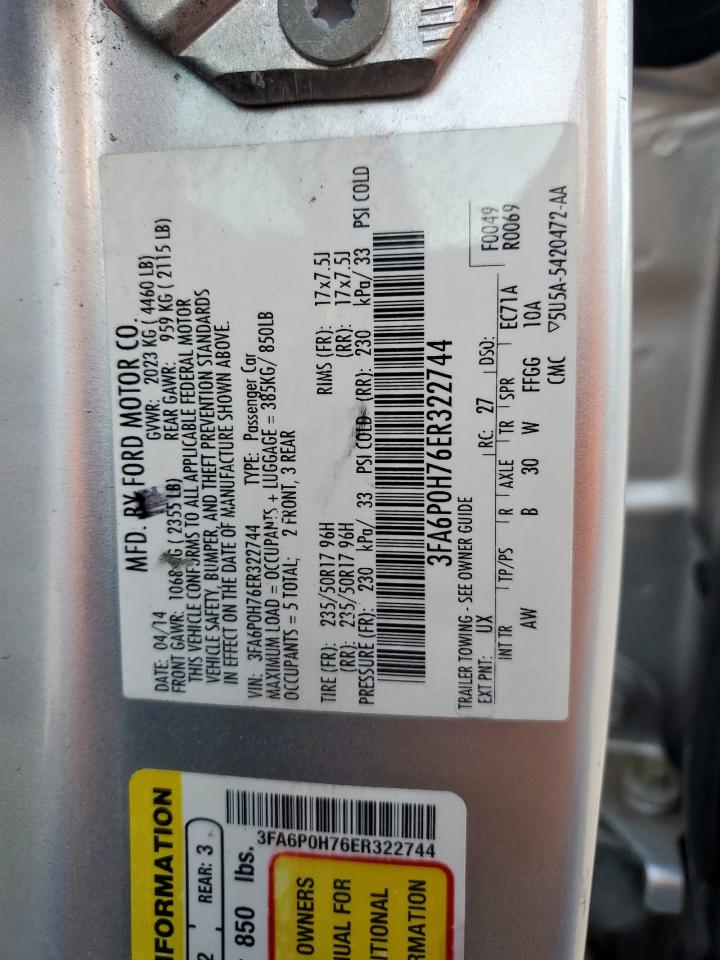 MFD. BY FORD MOTOR CO.
DATE: 04/14 GVWR: 2023 KG ( 4460 LB)
FRONT GAWR: 1068 KG ( 2355 LB) REAR GAWR: 959 KG ( 2115 LB)
THIS VEHICLE CONFORMS TO ALL APPLICABLE FEDERAL MOTOR
VEHICLE SAFETY, BUMPER, AND THEFT PREVENTION STANDARDS
IN EFFECT ON THE DATE OF MANUFACTURE SHOWN ABOVE.
VIN: 3FA6P0H76ER322744 TYPE: Passenger Car
MAXIMUM LOAD = OCCUPANTS + LUGGAGE = 385KG/ 850LB
OCCUPANTS = 5 TOTAL; 2 FRONT, 3 REAR
TIRE (FR): 235/50R17 96H RIMS (FR): 17x7.5J
(RR): 235/50R17 96H (RR): 17x7.5J
PRESSURE (FR): 230 kPa/ 33 PSI COLD (RR): 230 kPa/ 33 PSI COLD
3FA6P0H76ER322744
TRAILER TOWING - SEE OWNER GUIDE F0049
EXT PNT: UX RC: 27 DSO: R0069
INT TR TP/PS R AXLE TR SPR EC71A
AW B 30 W FFGG 10A
CMC ▽5U5A-5420472-AA
FORMATION
2 REAR: 3
850 lbs.
3FA6P0H76ER322744
OWNERS
UAL FOR
ITIONAL
RMATION